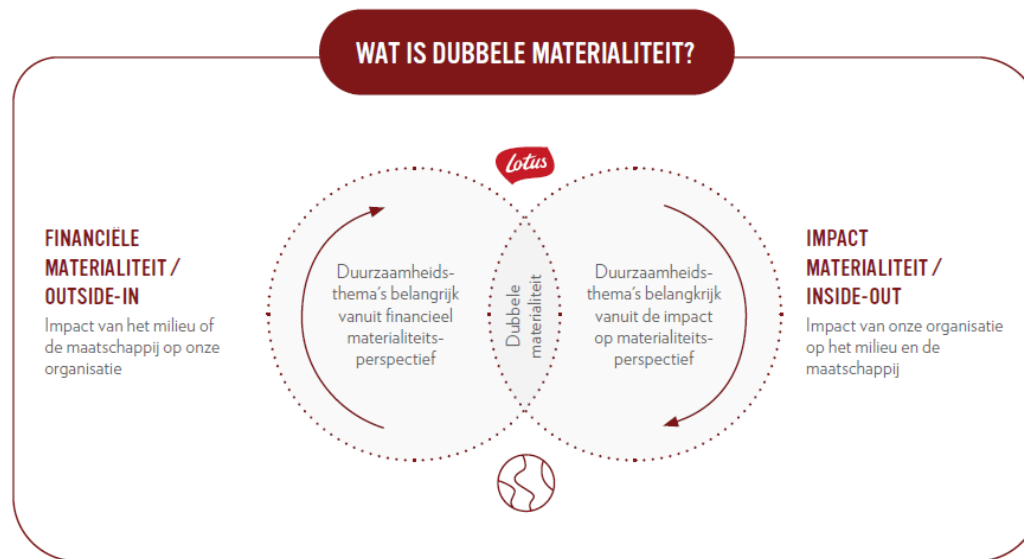 WAT IS DUBBELE MATERIALITEIT?
Lotus
FINANCIËLE
MATERIALITEIT /
OUTSIDE-IN
Impact van het milieu of
de maatschappij op onze
organisatie
Duurzaamheids-
thema's belangrijk
vanuit financieel
materialiteits-
perspectief
Dubbele
materialiteit
Duurzaamheids-
thema's belangkrijk
vanuit de impact
op materialiteits-
perspectief
IMPACT
MATERIALITEIT /
INSIDE-OUT
Impact van onze organisatie
op het milieu en de
maatschappij